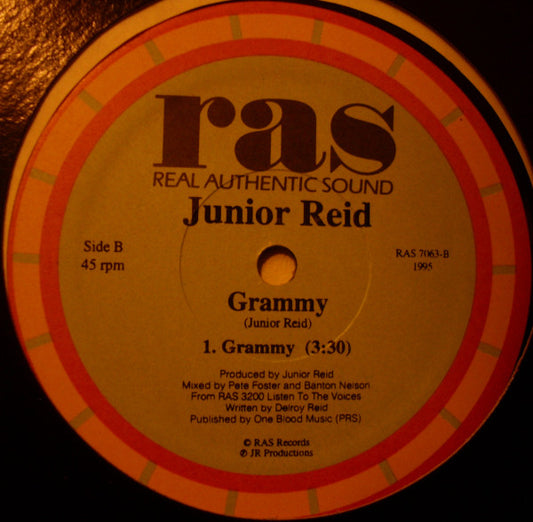 ras
REAL AUTHENTIC SOUND
Junior Reid
Side B
45 rpm
RAS 7063-B
1995
Grammy
(Junior Reid)
1. Grammy (3:30)
Produced by Junior Reid
Mixed by Pete Foster and Banton Nelson
From RAS 3200 Listen To The Voices
Written by Delroy Reid
Published by One Blood Music (PRS)
© RAS Records
℗ JR Productions